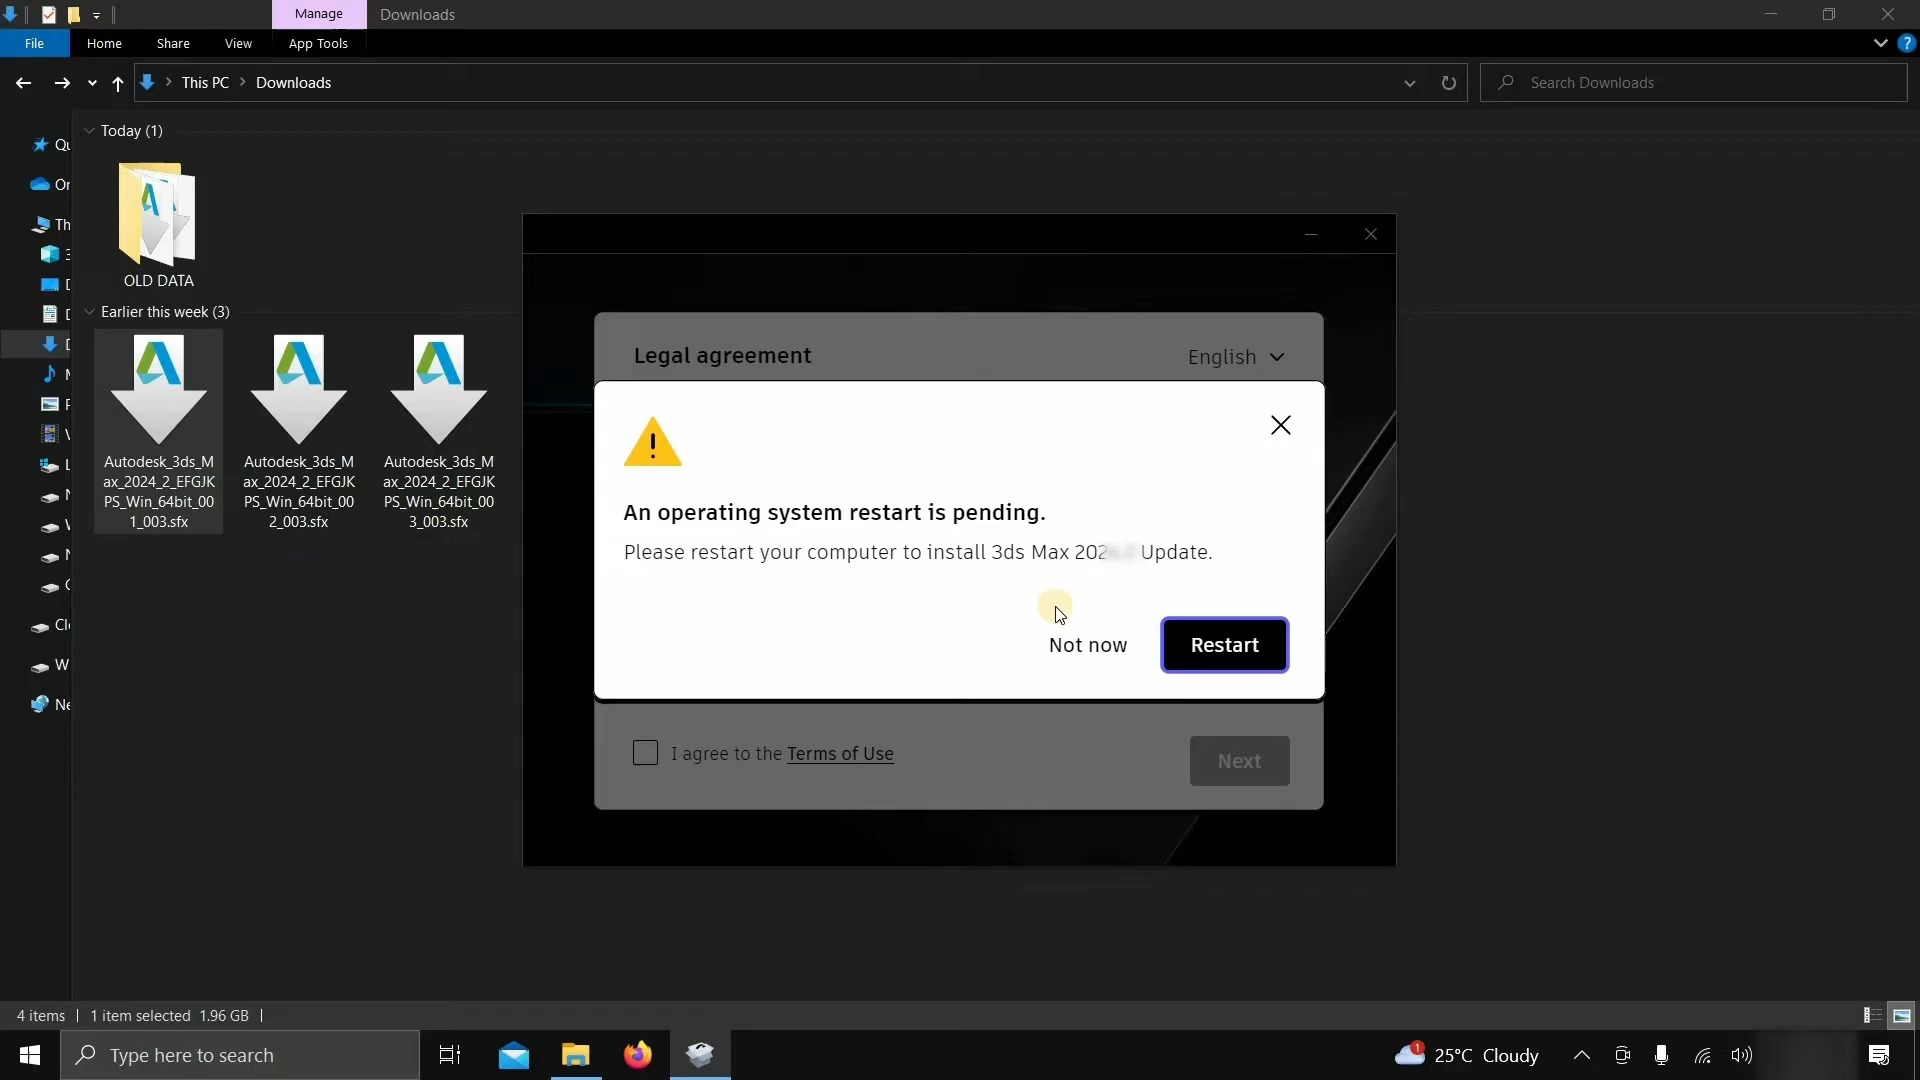 Manage
Downloads
File
Home
Share
View
App Tools
?
This PC
Downloads
Search Downloads
Today (1)
OLD DATA
Earlier this week (3)
Autodesk_3ds_M
ax_2024_2_EFGJK
PS_Win_64bit_00
1_003.sfx
Autodesk_3ds_M
ax_2024_2_EFGJK
PS_Win_64bit_00
2_003.sfx
Autodesk_3ds_M
ax_2024_2_EFGJK
PS_Win_64bit_00
3_003.sfx
Legal agreement
English
An operating system restart is pending.
Please restart your computer to install 3ds Max Update.
Not now
Restart
I agree to the Terms of Use
Next
4 items
1 item selected 1.96 GB
Type here to search
1
25°C Cloudy